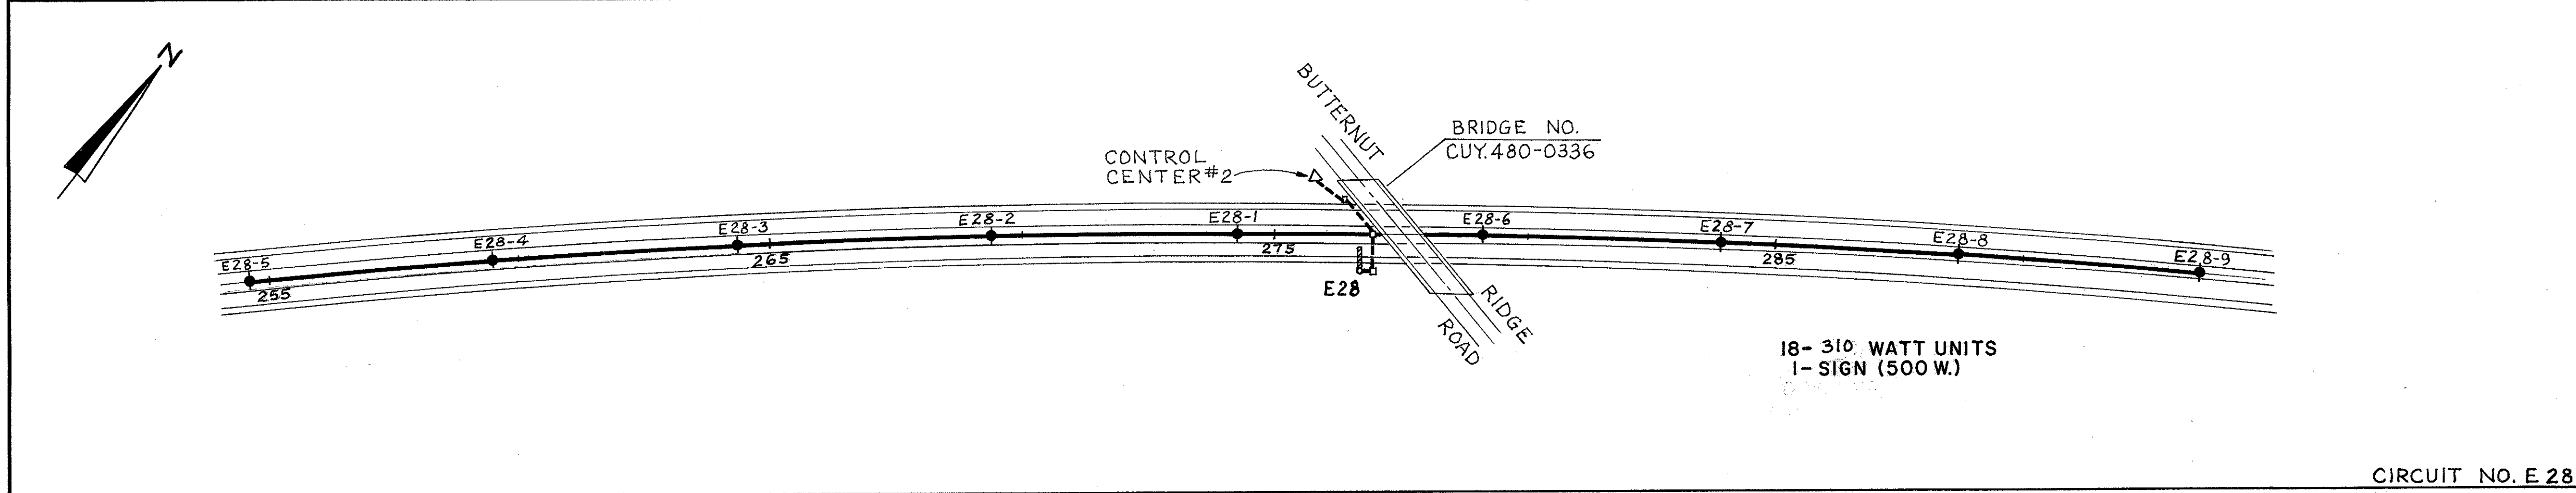 N
BUTTERNUT
RIDGE
ROAD
BRIDGE NO.
CUY.480-0336
CONTROL
CENTER #2
E28-5
E28-4
E28-3
E28-2
E28-1
E28-6
E28-7
E28-8
E28-9
255
265
275
285
E28
18- 310 WATT UNITS
1- SIGN (500 W.)
CIRCUIT NO. E 28